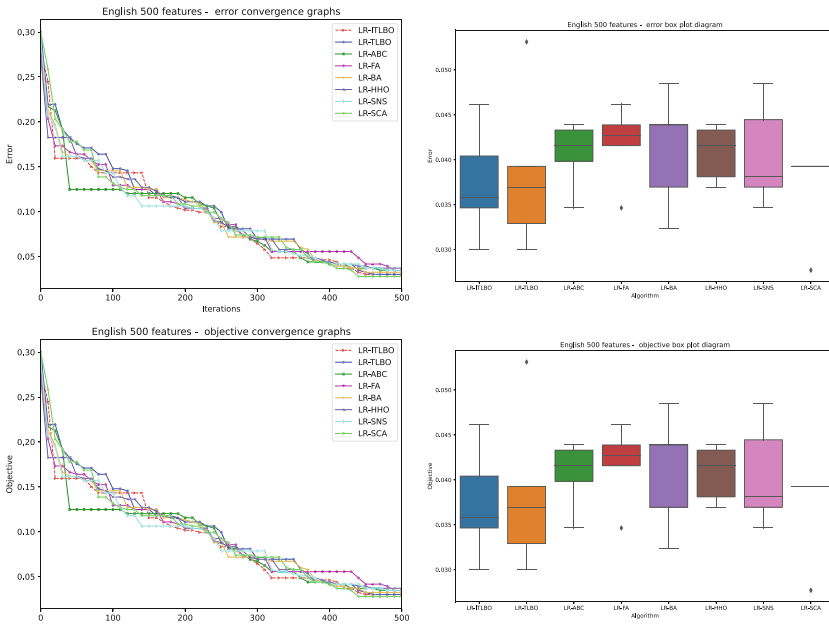 English 500 features - error convergence graphs
0,30
0,25
0,20
0,15
0,10
0,05
Error
0
100
200
300
400
500
Iterations
LR-ITLBO
LR-TLBO
LR-ABC
LR-FA
LR-BA
LR-HHO
LR-SNS
LR-SCA
English 500 features - error box plot diagram
0.050
0.045
0.040
0.035
0.030
Error
LR-ITLBO
LR-TLBO
LR-ABC
LR-FA
LR-BA
LR-HHO
LR-SNS
LR-SCA
Algorithm
English 500 features - objective convergence graphs
0,30
0,25
0,20
0,15
0,10
0,05
Objective
0
100
200
300
400
500
Iterations
LR-ITLBO
LR-TLBO
LR-ABC
LR-FA
LR-BA
LR-HHO
LR-SNS
LR-SCA
English 500 features - objective box plot diagram
0.050
0.045
0.040
0.035
0.030
Objective
LR-ITLBO
LR-TLBO
LR-ABC
LR-FA
LR-BA
LR-HHO
LR-SNS
LR-SCA
Algorithm